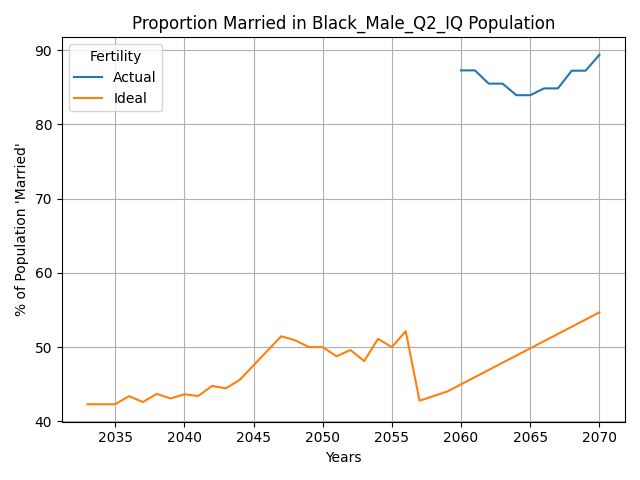 Proportion Married in Black_Male_Q2_IQ Population
Fertility
Actual
Ideal
% of Population 'Married'
90
80
70
60
50
40
2035 2040 2045 2050 2055 2060 2065 2070
Years